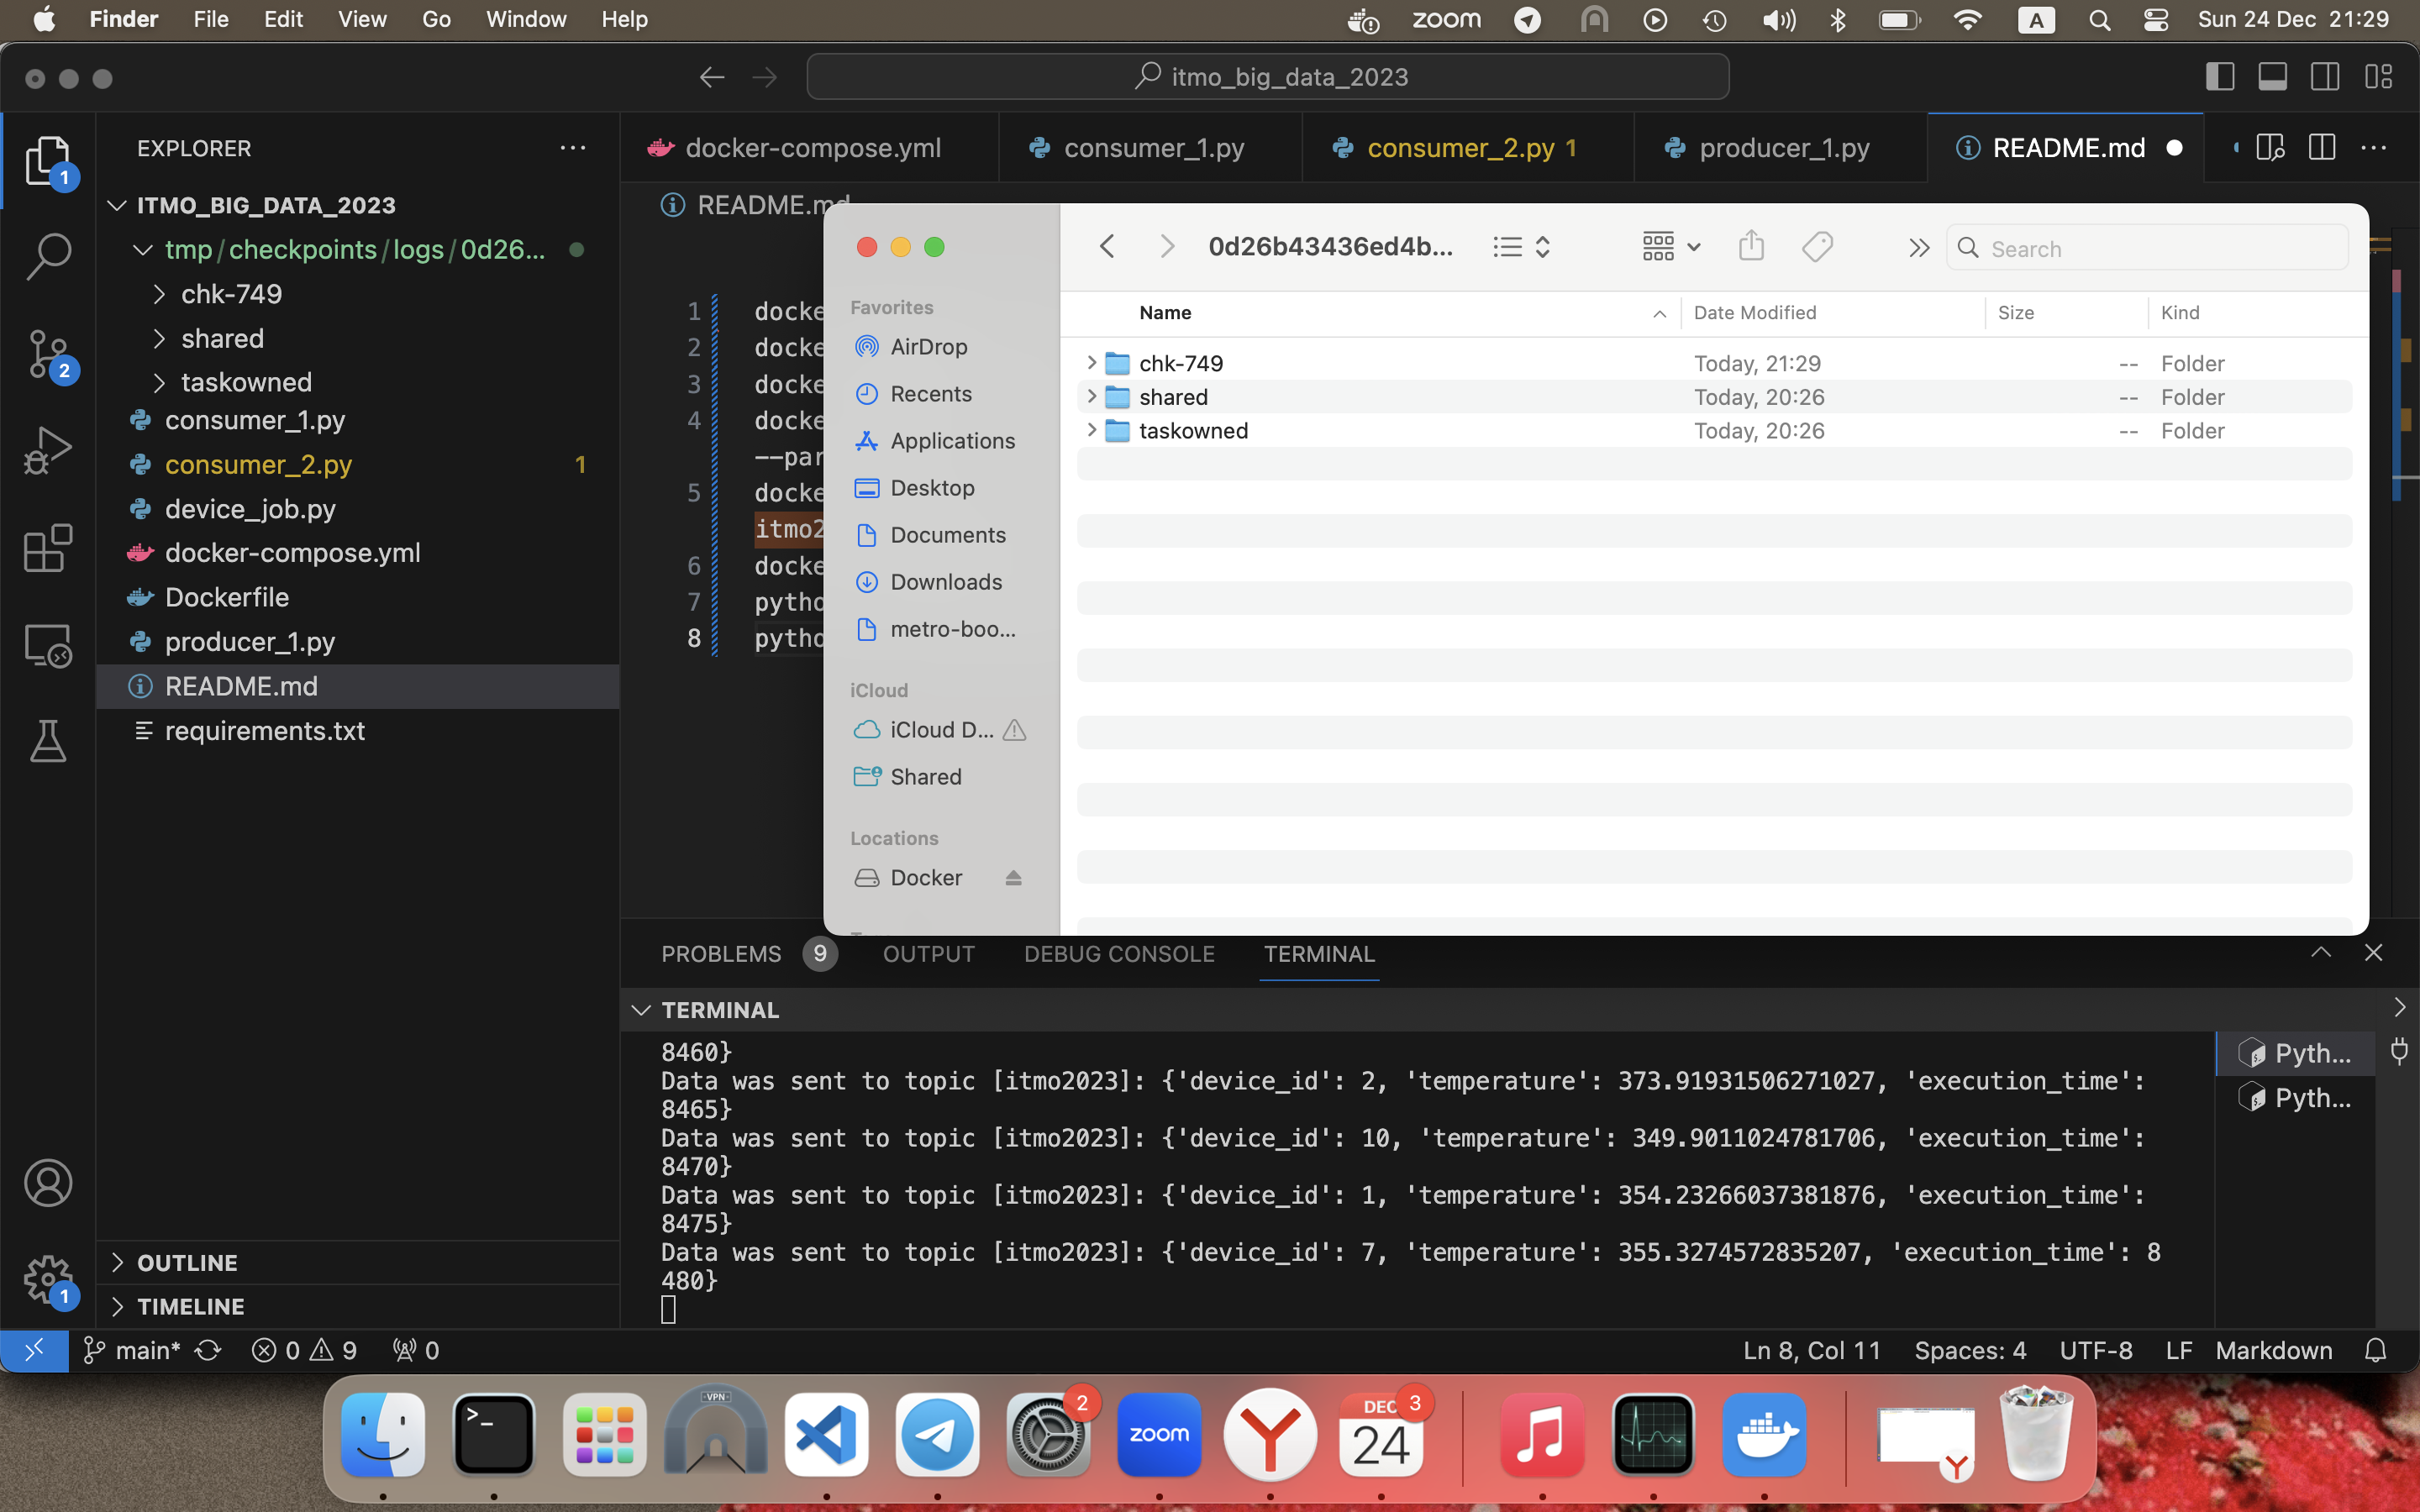 Finder File Edit View Go Window Help zoom A Sun 24 Dec 21:29
itmo_big_data_2023
EXPLORER
ITMO_BIG_DATA_2023
tmp/checkpoints/logs/0d26...
chk-749
shared
taskowned
consumer_1.py
consumer_2.py 1
device_job.py
docker-compose.yml
Dockerfile
producer_1.py
README.md
requirements.txt
OUTLINE
TIMELINE
1
2
1
docker-compose.yml consumer_1.py consumer_2.py 1 producer_1.py README.md
README.md
1 docke
2 docke
3 docke
4 docke
--par
5 docke
itmo2
6 docke
7 pytho
8 pytho
0d26b43436ed4b... Search
Favorites
AirDrop
Recents
Applications
Desktop
Documents
Downloads
metro-boo...
iCloud
iCloud D...
Shared
Locations
Docker
Name Date Modified Size Kind
chk-749 Today, 21:29 -- Folder
shared Today, 20:26 -- Folder
taskowned Today, 20:26 -- Folder
PROBLEMS 9 OUTPUT DEBUG CONSOLE TERMINAL
TERMINAL
8460}
Data was sent to topic [itmo2023]: {'device_id': 2, 'temperature': 373.91931506271027, 'execution_time':
8465}
Data was sent to topic [itmo2023]: {'device_id': 10, 'temperature': 349.9011024781706, 'execution_time':
8470}
Data was sent to topic [itmo2023]: {'device_id': 1, 'temperature': 354.23266037381876, 'execution_time':
8475}
Data was sent to topic [itmo2023]: {'device_id': 7, 'temperature': 355.3274572835207, 'execution_time': 8
480}
Pyth...
Pyth...
main* 0 9 0 Ln 8, Col 11 Spaces: 4 UTF-8 LF Markdown
VPN 2 zoom DEC 3
24